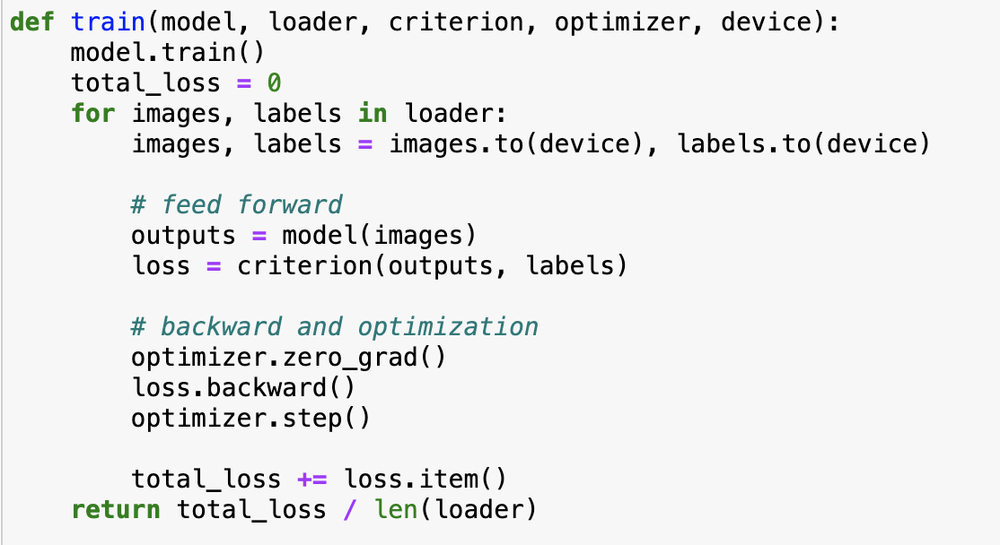 def train(model, loader, criterion, optimizer, device):
    model.train()
    total_loss = 0
    for images, labels in loader:
        images, labels = images.to(device), labels.to(device)

        # feed forward
        outputs = model(images)
        loss = criterion(outputs, labels)

        # backward and optimization
        optimizer.zero_grad()
        loss.backward()
        optimizer.step()

        total_loss += loss.item()
    return total_loss / len(loader)